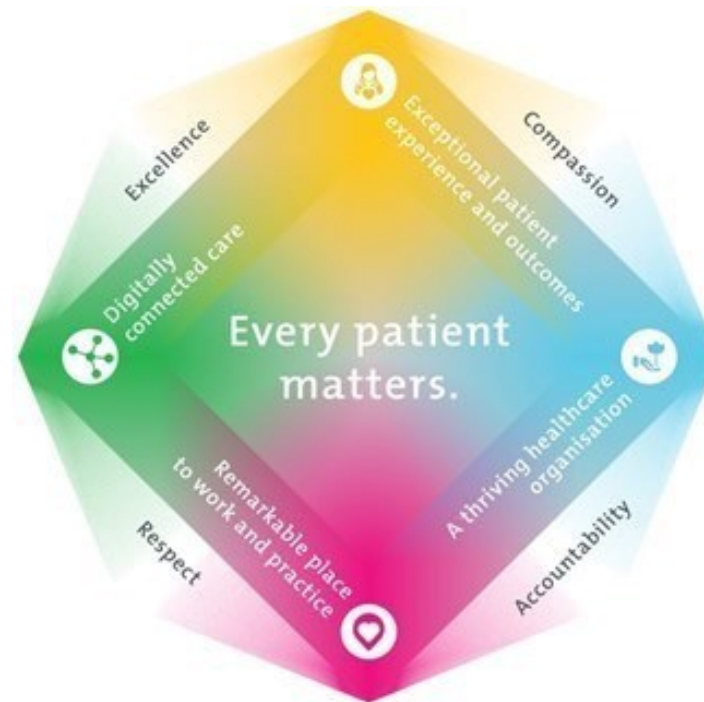 Excellence
Compassion
Exceptional patient
experience and outcomes
Digitally
connected care
Every patient
matters.
A thriving healthcare
organisation
Remarkable place
to work and practice
Respect
Accountability